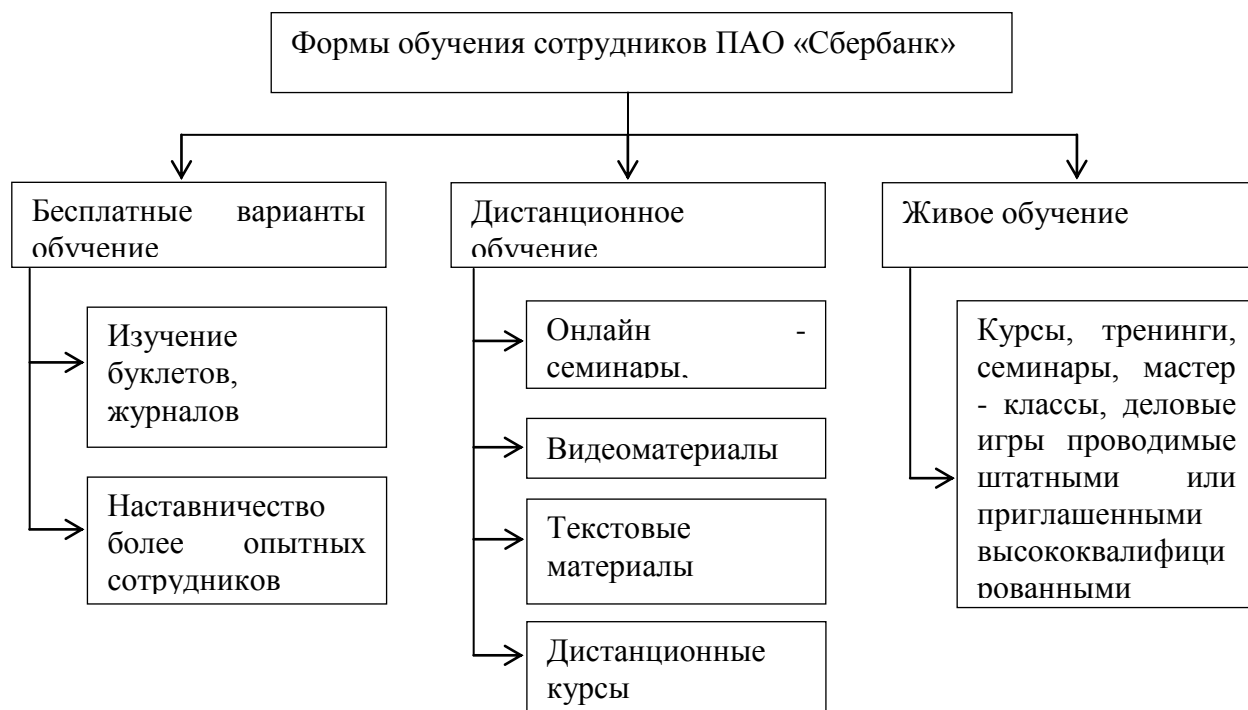 Формы обучения сотрудников ПАО «Сбербанк»
Бесплатные варианты
обучение
Изучение
буклетов,
журналов
Наставничество
более опытных
сотрудников
Дистанционное
обучение
Онлайн -
семинары,
Видеоматериалы
Текстовые
материалы
Дистанционные
курсы
Живое обучение
Курсы, тренинги,
семинары, мастер
- классы, деловые
игры проводимые
штатными или
приглашенными
высококвалифици
рованными